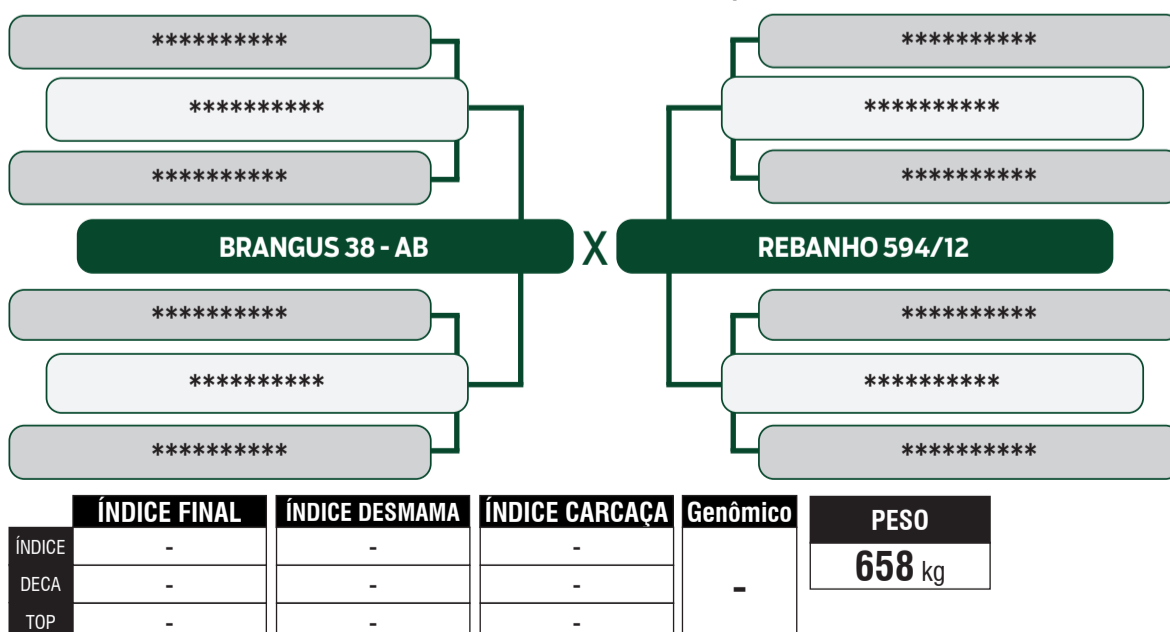 **********
**********
**********
**********
**********
**********
BRANGUS 38 - AB
X
REBANHO 594/12
**********
**********
**********
**********
**********
**********
ÍNDICE FINAL ÍNDICE DESMAMA ÍNDICE CARCAÇA Genômico PESO
ÍNDICE - - - - 658 kg
DECA - - -
TOP - - -